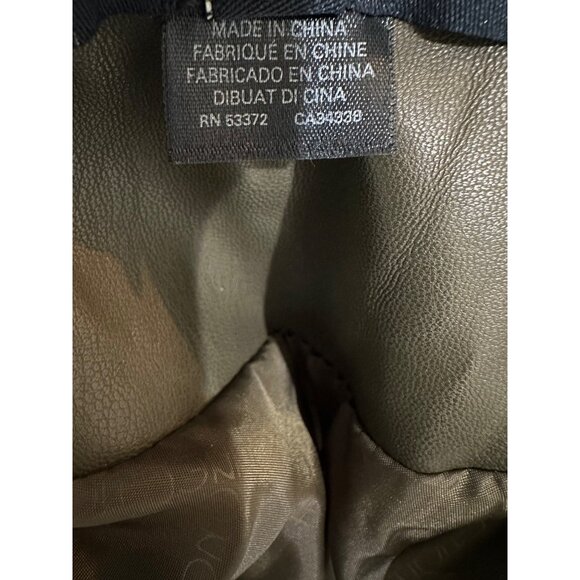 MADE IN CHINA
FABRIQUÉ EN CHINE
FABRICADO EN CHINA
DIBUAT DI CINA
RN 53372 CA34338